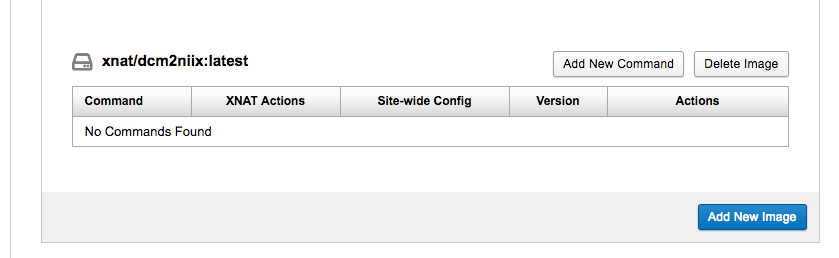 xnat/dcm2niix:latest Add New Command Delete Image
Command XNAT Actions Site-wide Config Version Actions
No Commands Found
Add New Image